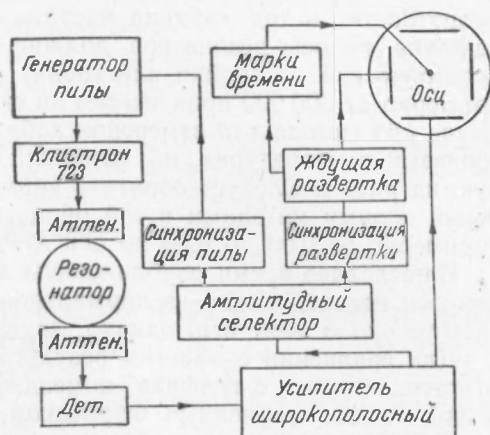 Генератор
пилы
Клистрон
723
Аттен.
Резо-
натор
Аттен.
Дет.
Марки
времени
Осц
Ждущая
развертка
Синхрониза-
ция пилы
Синхронизация
развертки
Амплитудный
селектор
Усилитель
широкополосный